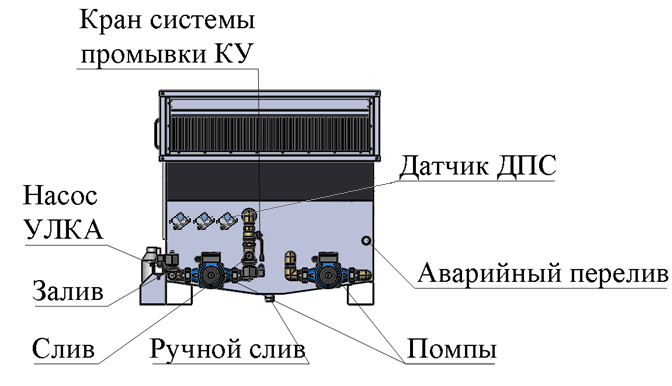 Кран системы
промывки КУ
Датчик ДПС
Насос
УЛКА
Аварийный перелив
Залив
Слив
Ручной слив
Помпы